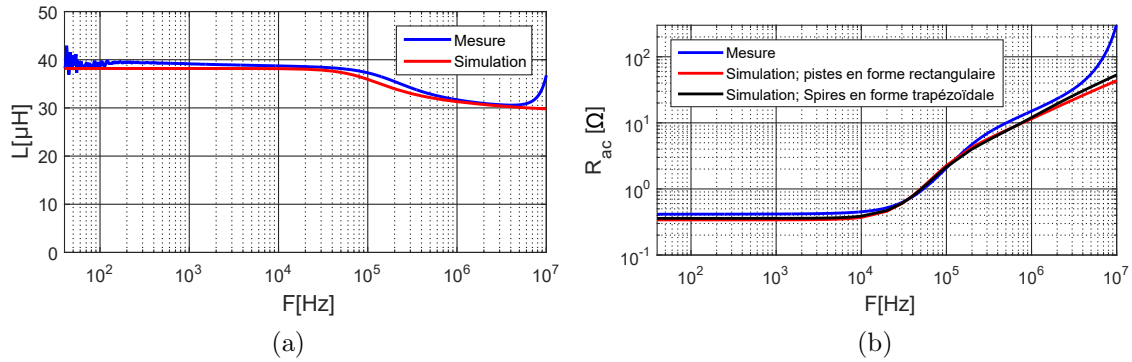 50
40
30
20
10
0
L[μH]
Mesure
Simulation
10^2
10^3
10^4
10^5
10^6
10^7
F[Hz]
(a)
10^2
10^1
10^0
10^-1
R_ac [Ω]
Mesure
Simulation; pistes en forme rectangulaire
Simulation; Spires en forme trapézoïdale
10^2
10^3
10^4
10^5
10^6
10^7
F[Hz]
(b)